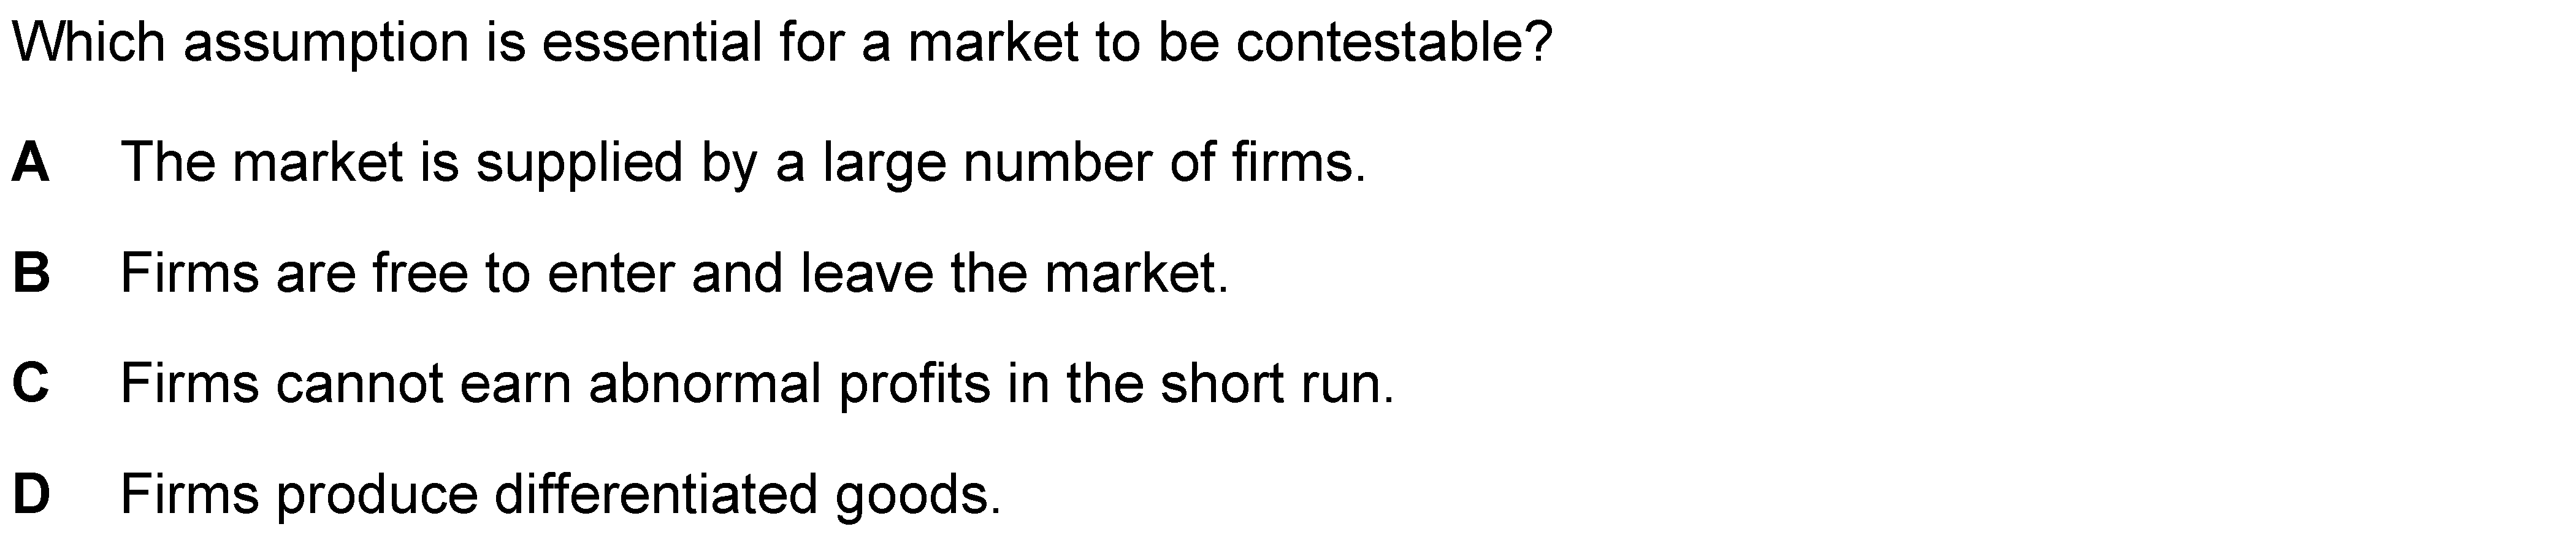 Which assumption is essential for a market to be contestable?
A The market is supplied by a large number of firms.
B Firms are free to enter and leave the market.
C Firms cannot earn abnormal profits in the short run.
D Firms produce differentiated goods.